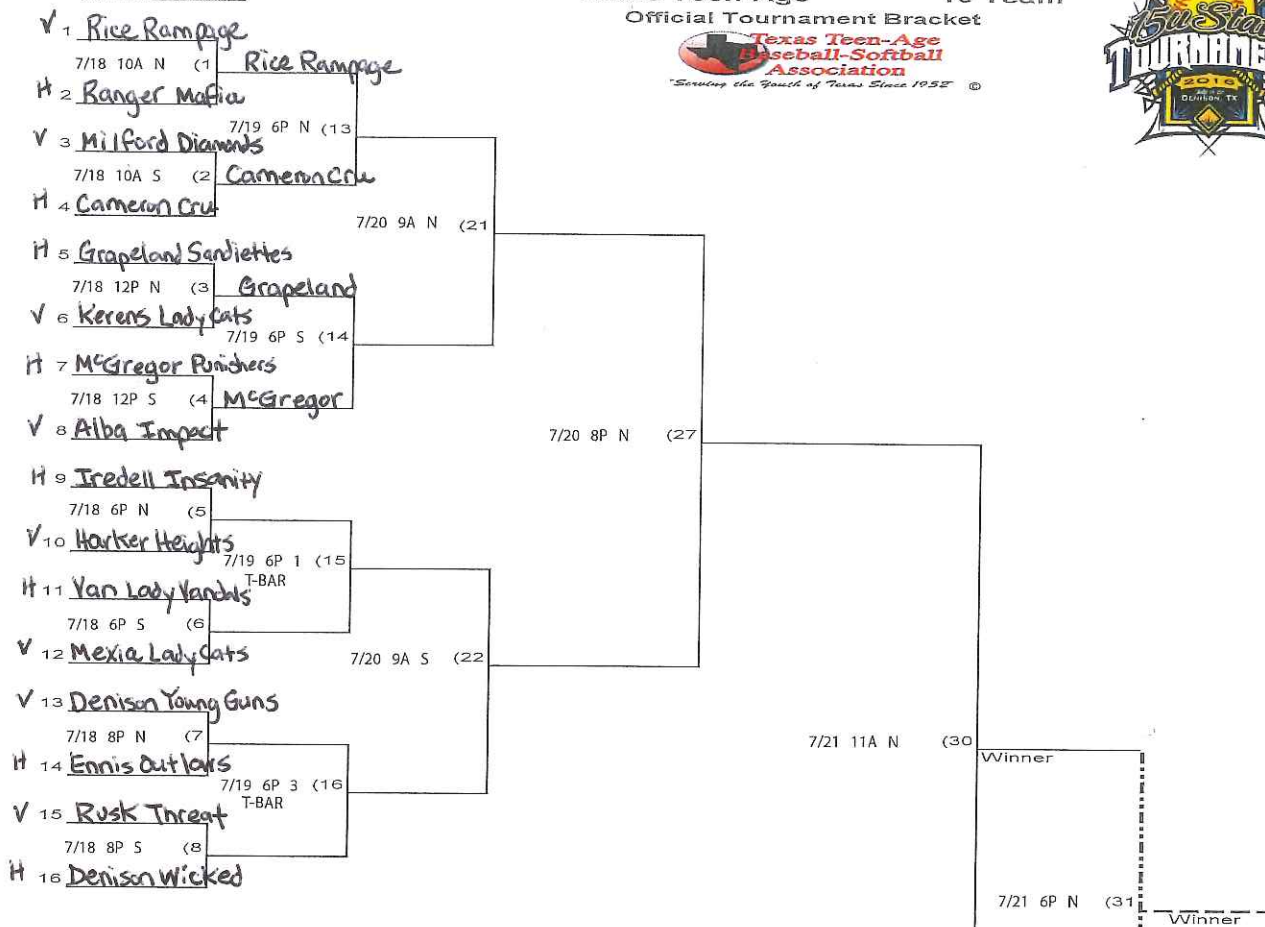 Official Tournament Bracket
Texas Teen-Age
Baseball-Softball
Association
"Serving the Youth of Texas Since 1952" ©
15u State
TOURNAMENT
2016
DENISON, TX
V 1 Rice Rampage
7/18 10A N (1
Rice Rampage
H 2 Ranger Mafia
7/19 6P N (13
V 3 Milford Diamonds
7/18 10A S (2
Cameron Cru
H 4 Cameron Cru
7/20 9A N (21
H 5 Grapeland Sandiettes
7/18 12P N (3
Grapeland
V 6 Kerens Lady Cats
7/19 6P S (14
H 7 McGregor Punishers
7/18 12P S (4
McGregor
V 8 Alba Impact
7/20 8P N (27
H 9 Iredell Insanity
7/18 6P N (5
V 10 Harker Heights
7/19 6P 1 (15
T-BAR
H 11 Van Lady Vandals
7/18 6P S (6
V 12 Mexia Lady Cats
7/20 9A S (22
V 13 Denison Young Guns
7/18 8P N (7
7/21 11A N (30
Winner
H 14 Ennis Outlaws
7/19 6P 3 (16
T-BAR
V 15 Rusk Threat
7/18 8P S (8
H 16 Denison Wicked
7/21 6P N (31
Winner